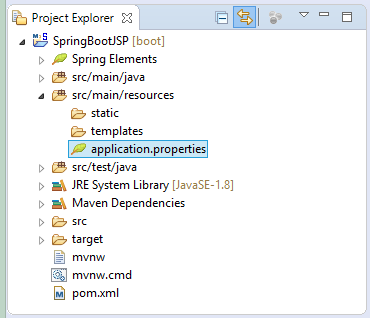 Project Explorer
SpringBootJSP [boot]
Spring Elements
src/main/java
src/main/resources
static
templates
application.properties
src/test/java
JRE System Library [JavaSE-1.8]
Maven Dependencies
src
target
mvnw
mvnw.cmd
pom.xml